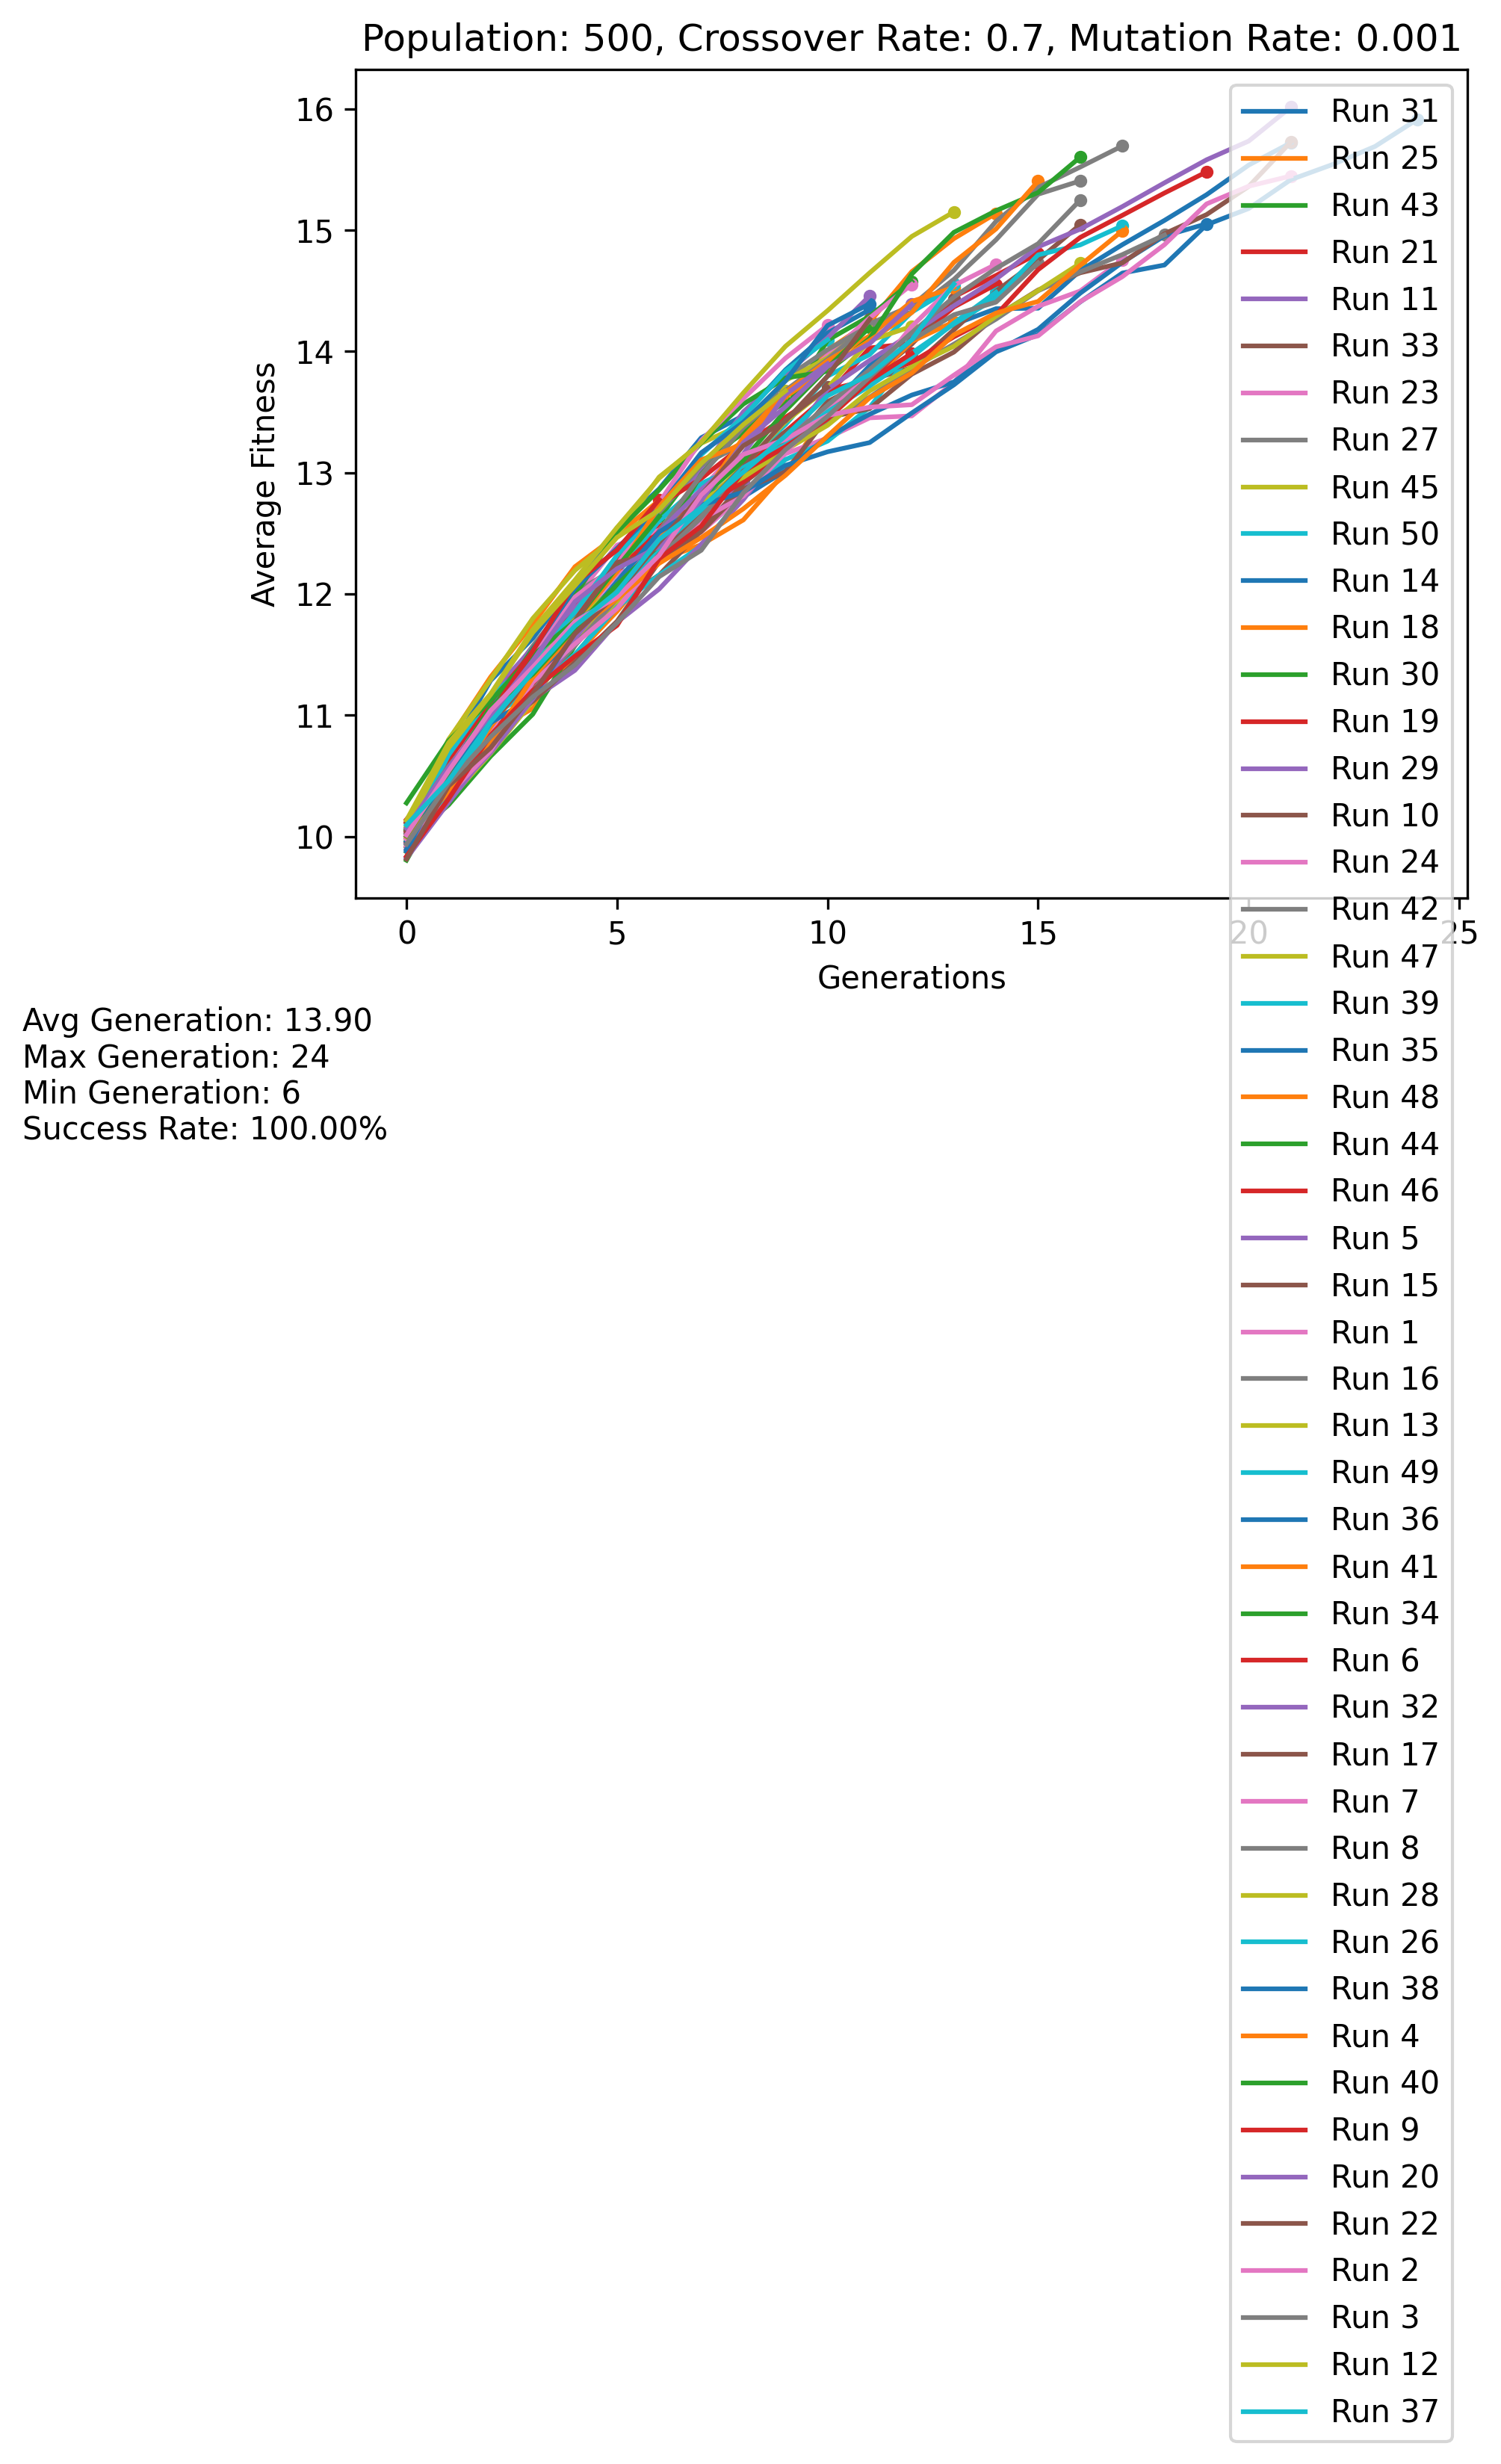 Population: 500, Crossover Rate: 0.7, Mutation Rate: 0.001
16
15
14
13
12
11
10
Average Fitness
0 5 10 15 20 25
Generations
Avg Generation: 13.90
Max Generation: 24
Min Generation: 6
Success Rate: 100.00%
Run 31
Run 25
Run 43
Run 21
Run 11
Run 33
Run 23
Run 27
Run 45
Run 50
Run 14
Run 18
Run 30
Run 19
Run 29
Run 10
Run 24
Run 42
Run 47
Run 39
Run 35
Run 48
Run 44
Run 46
Run 5
Run 15
Run 1
Run 16
Run 13
Run 49
Run 36
Run 41
Run 34
Run 6
Run 32
Run 17
Run 7
Run 8
Run 28
Run 26
Run 38
Run 4
Run 40
Run 9
Run 20
Run 22
Run 2
Run 3
Run 12
Run 37